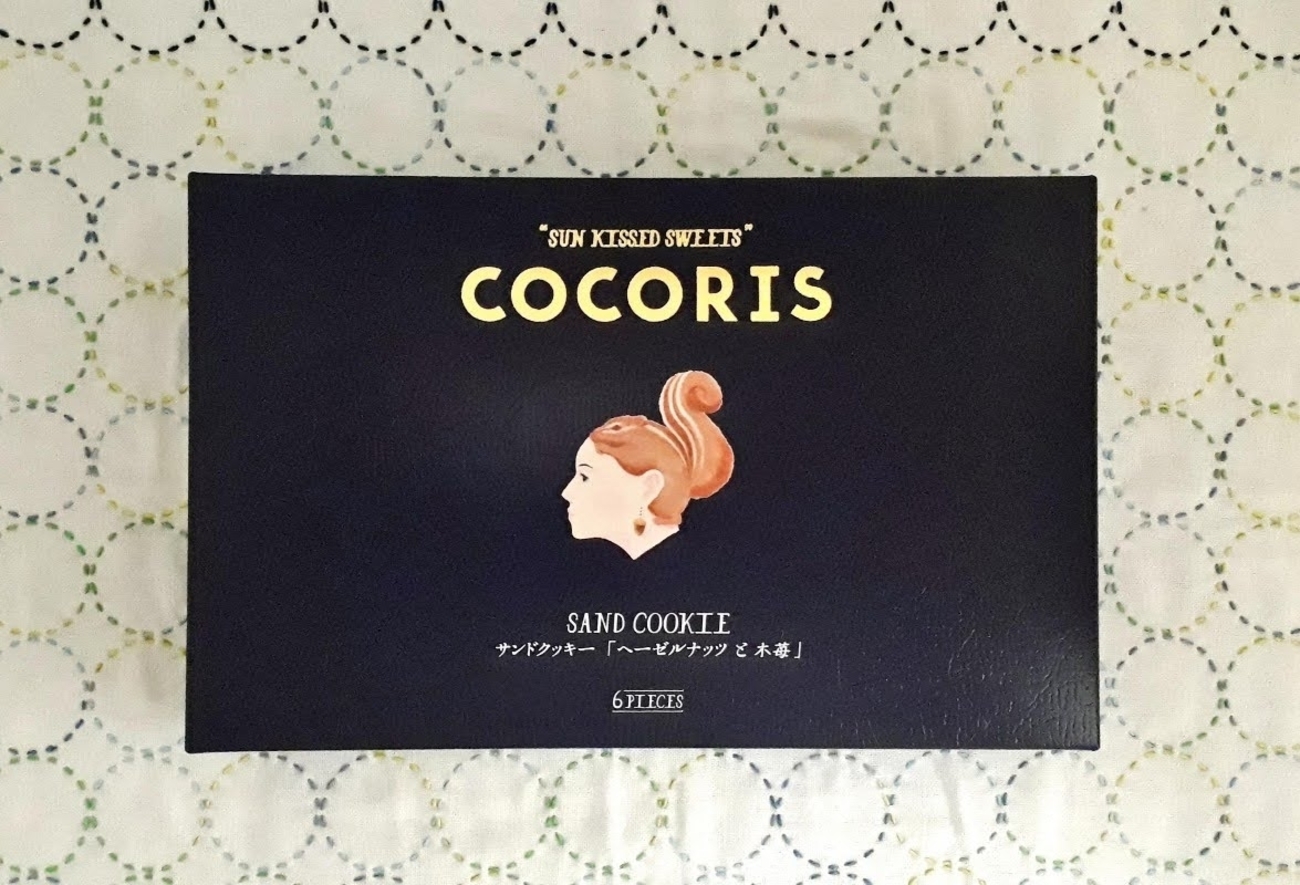 “SUN KISSED SWEETS”
COCORIS
SAND COOKIE
サンドクッキー「ヘーゼルナッツと木苺」
6 PIECES